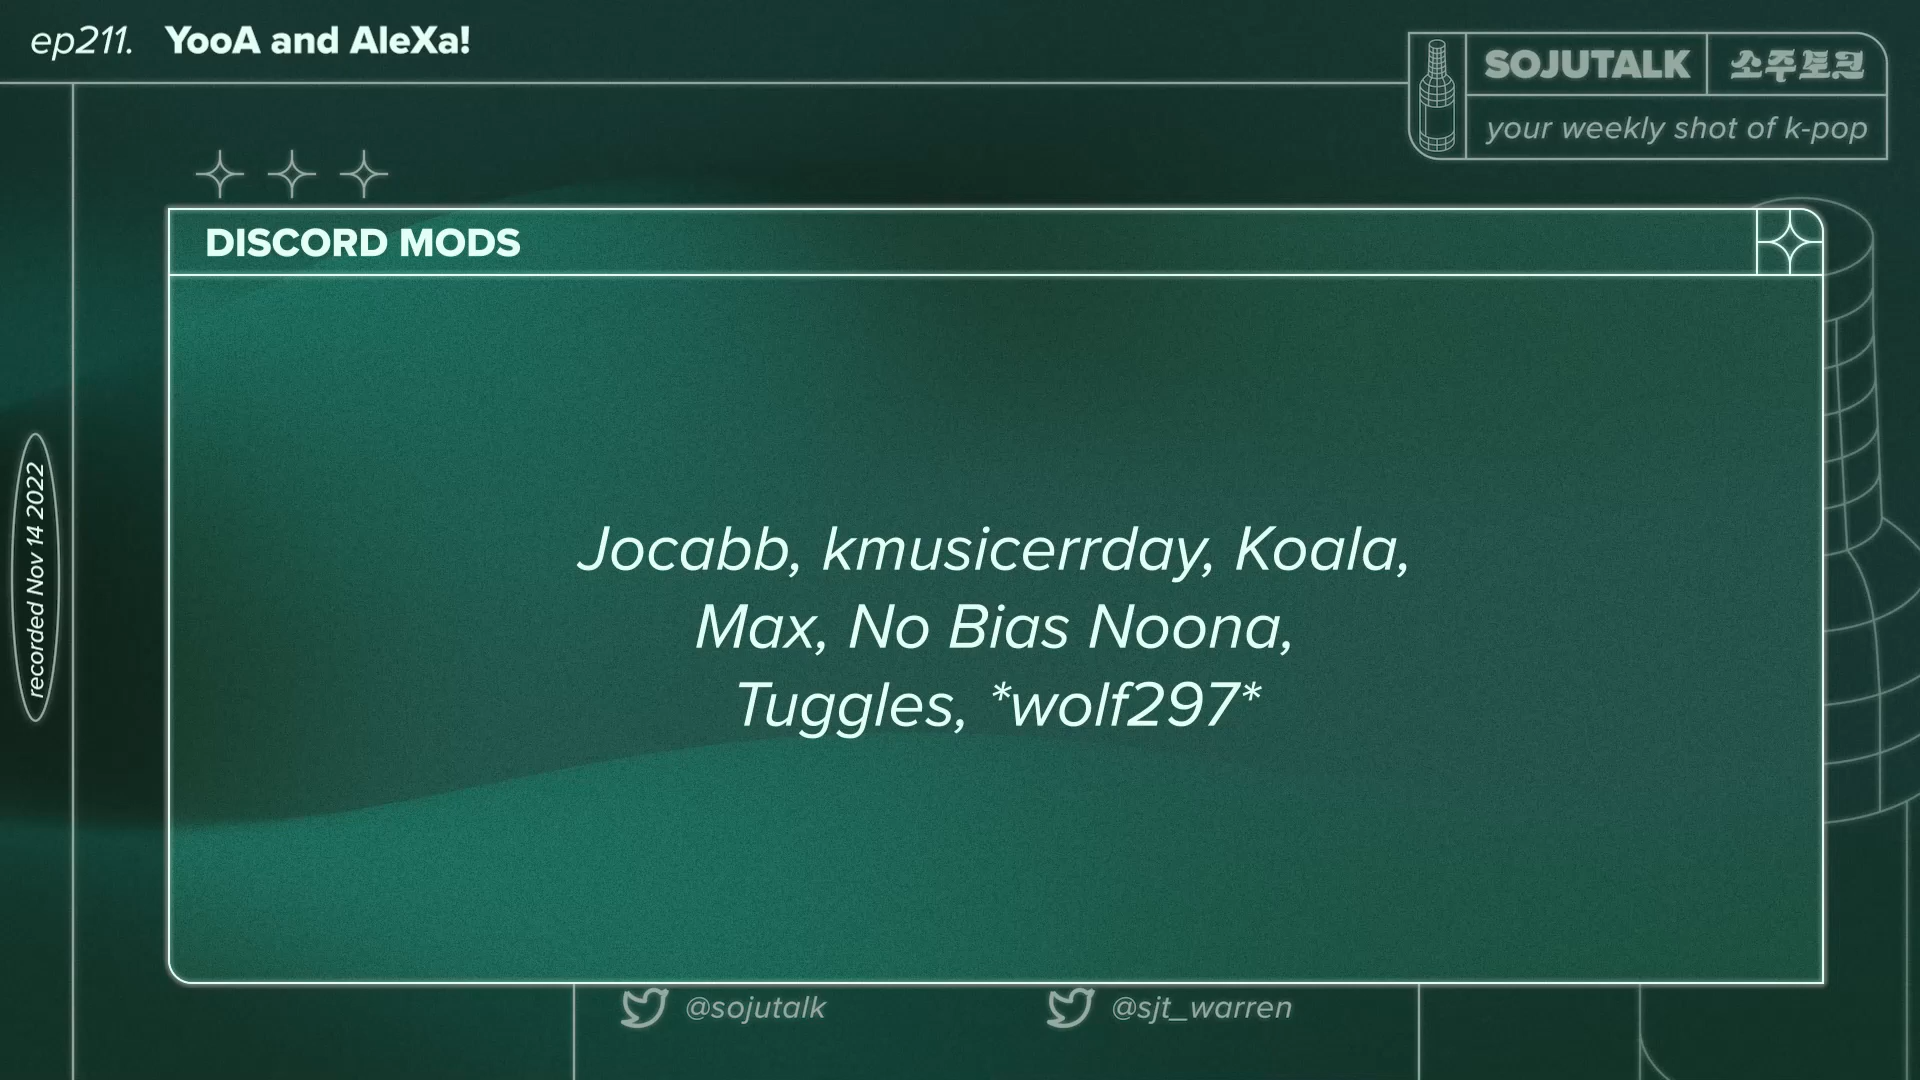 ep211. YooA and AleXa!
SOJUTALK 소주토크
your weekly shot of k-pop
DISCORD MODS
recorded Nov 14 2022
Jocabb, kmusicerrday, Koala,
Max, No Bias Noona,
Tuggles, *wolf297*
@sojutalk @sjt_warren